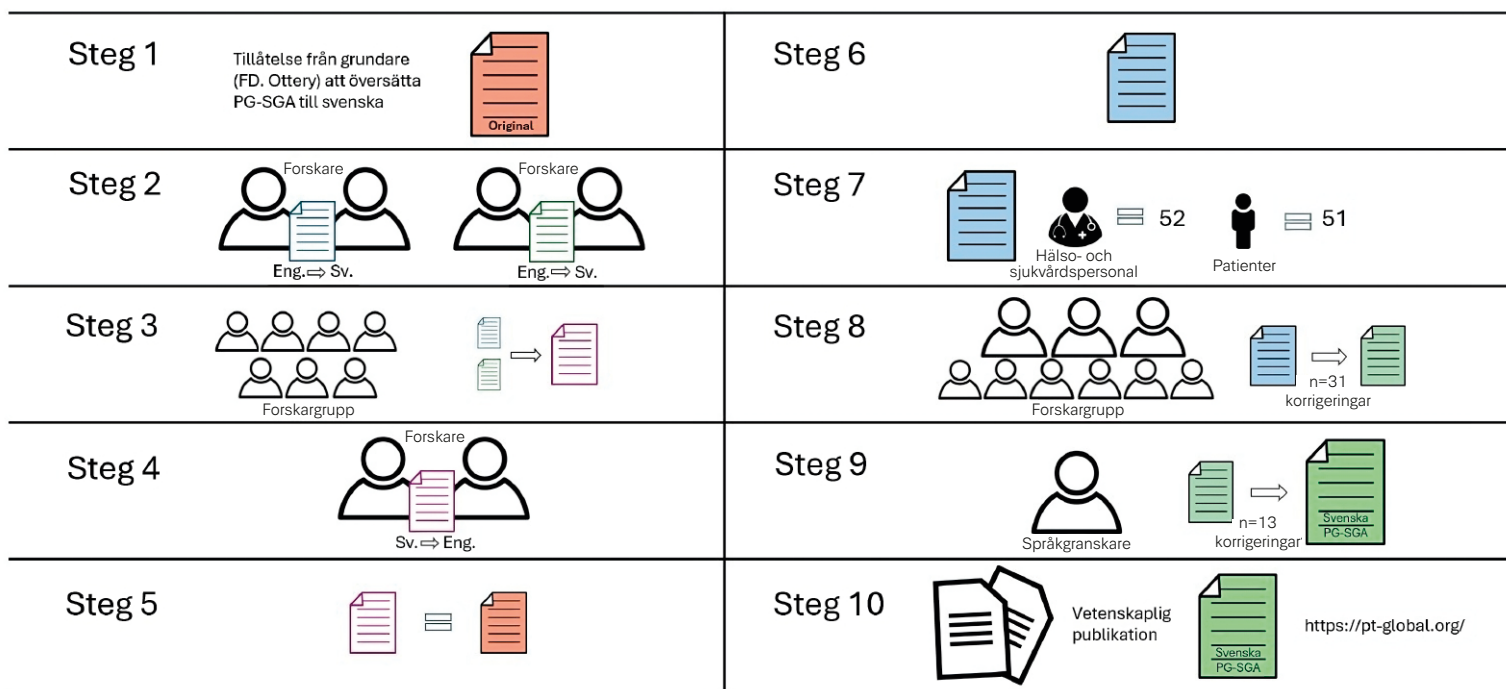 Steg 1
Tillåtelse från grundare
(FD. Ottery) att översätta
PG-SGA till svenska
Original
Steg 2
Forskare
Eng.⇨ Sv.
Forskare
Eng.⇨ Sv.
Steg 3
Forskargrupp
Steg 4
Forskare
Sv.⇨ Eng.
Steg 5
=
Steg 6
Steg 7
= 52
Hälso- och
sjukvårdspersonal
= 51
Patienter
Steg 8
Forskargrupp
n=31
korrigeringar
Steg 9
Språkgranskare
n=13
korrigeringar
Svenska
PG-SGA
Steg 10
Vetenskaplig
publikation
Svenska
PG-SGA
https://pt-global.org/